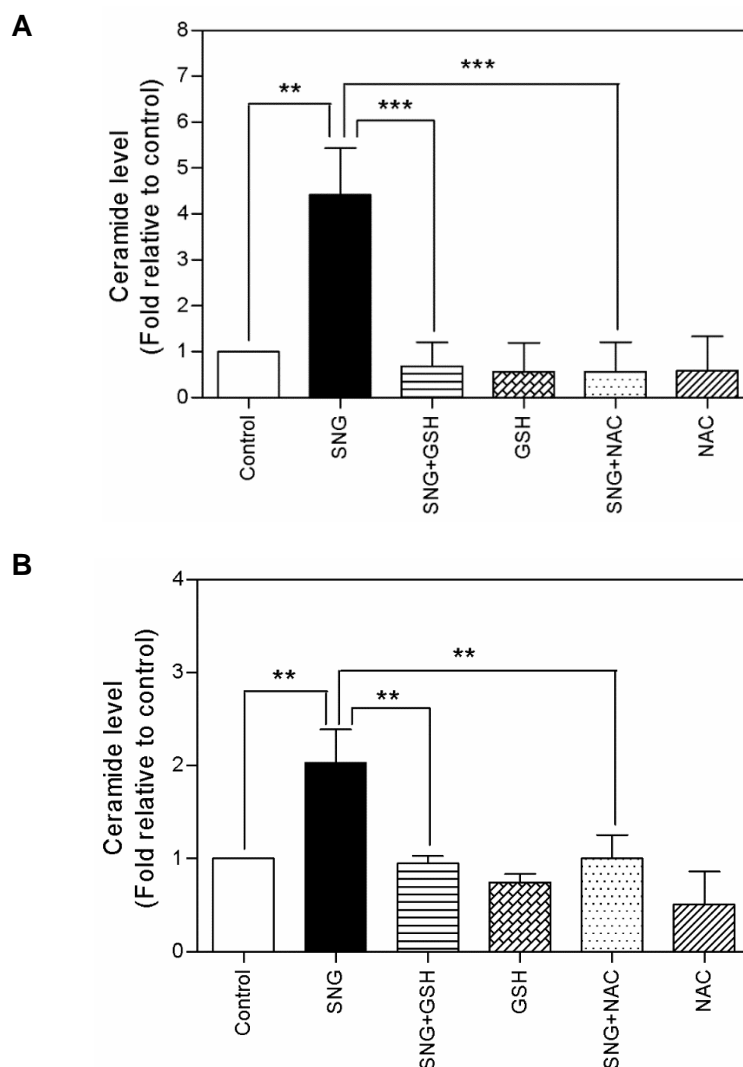 A
Ceramide level
(Fold relative to control)
8
7
6
5
4
3
2
1
0
**
***
***
Control
SNG
SNG+GSH
GSH
SNG+NAC
NAC
B
Ceramide level
(Fold relative to control)
4
3
2
1
0
**
**
**
Control
SNG
SNG+GSH
GSH
SNG+NAC
NAC